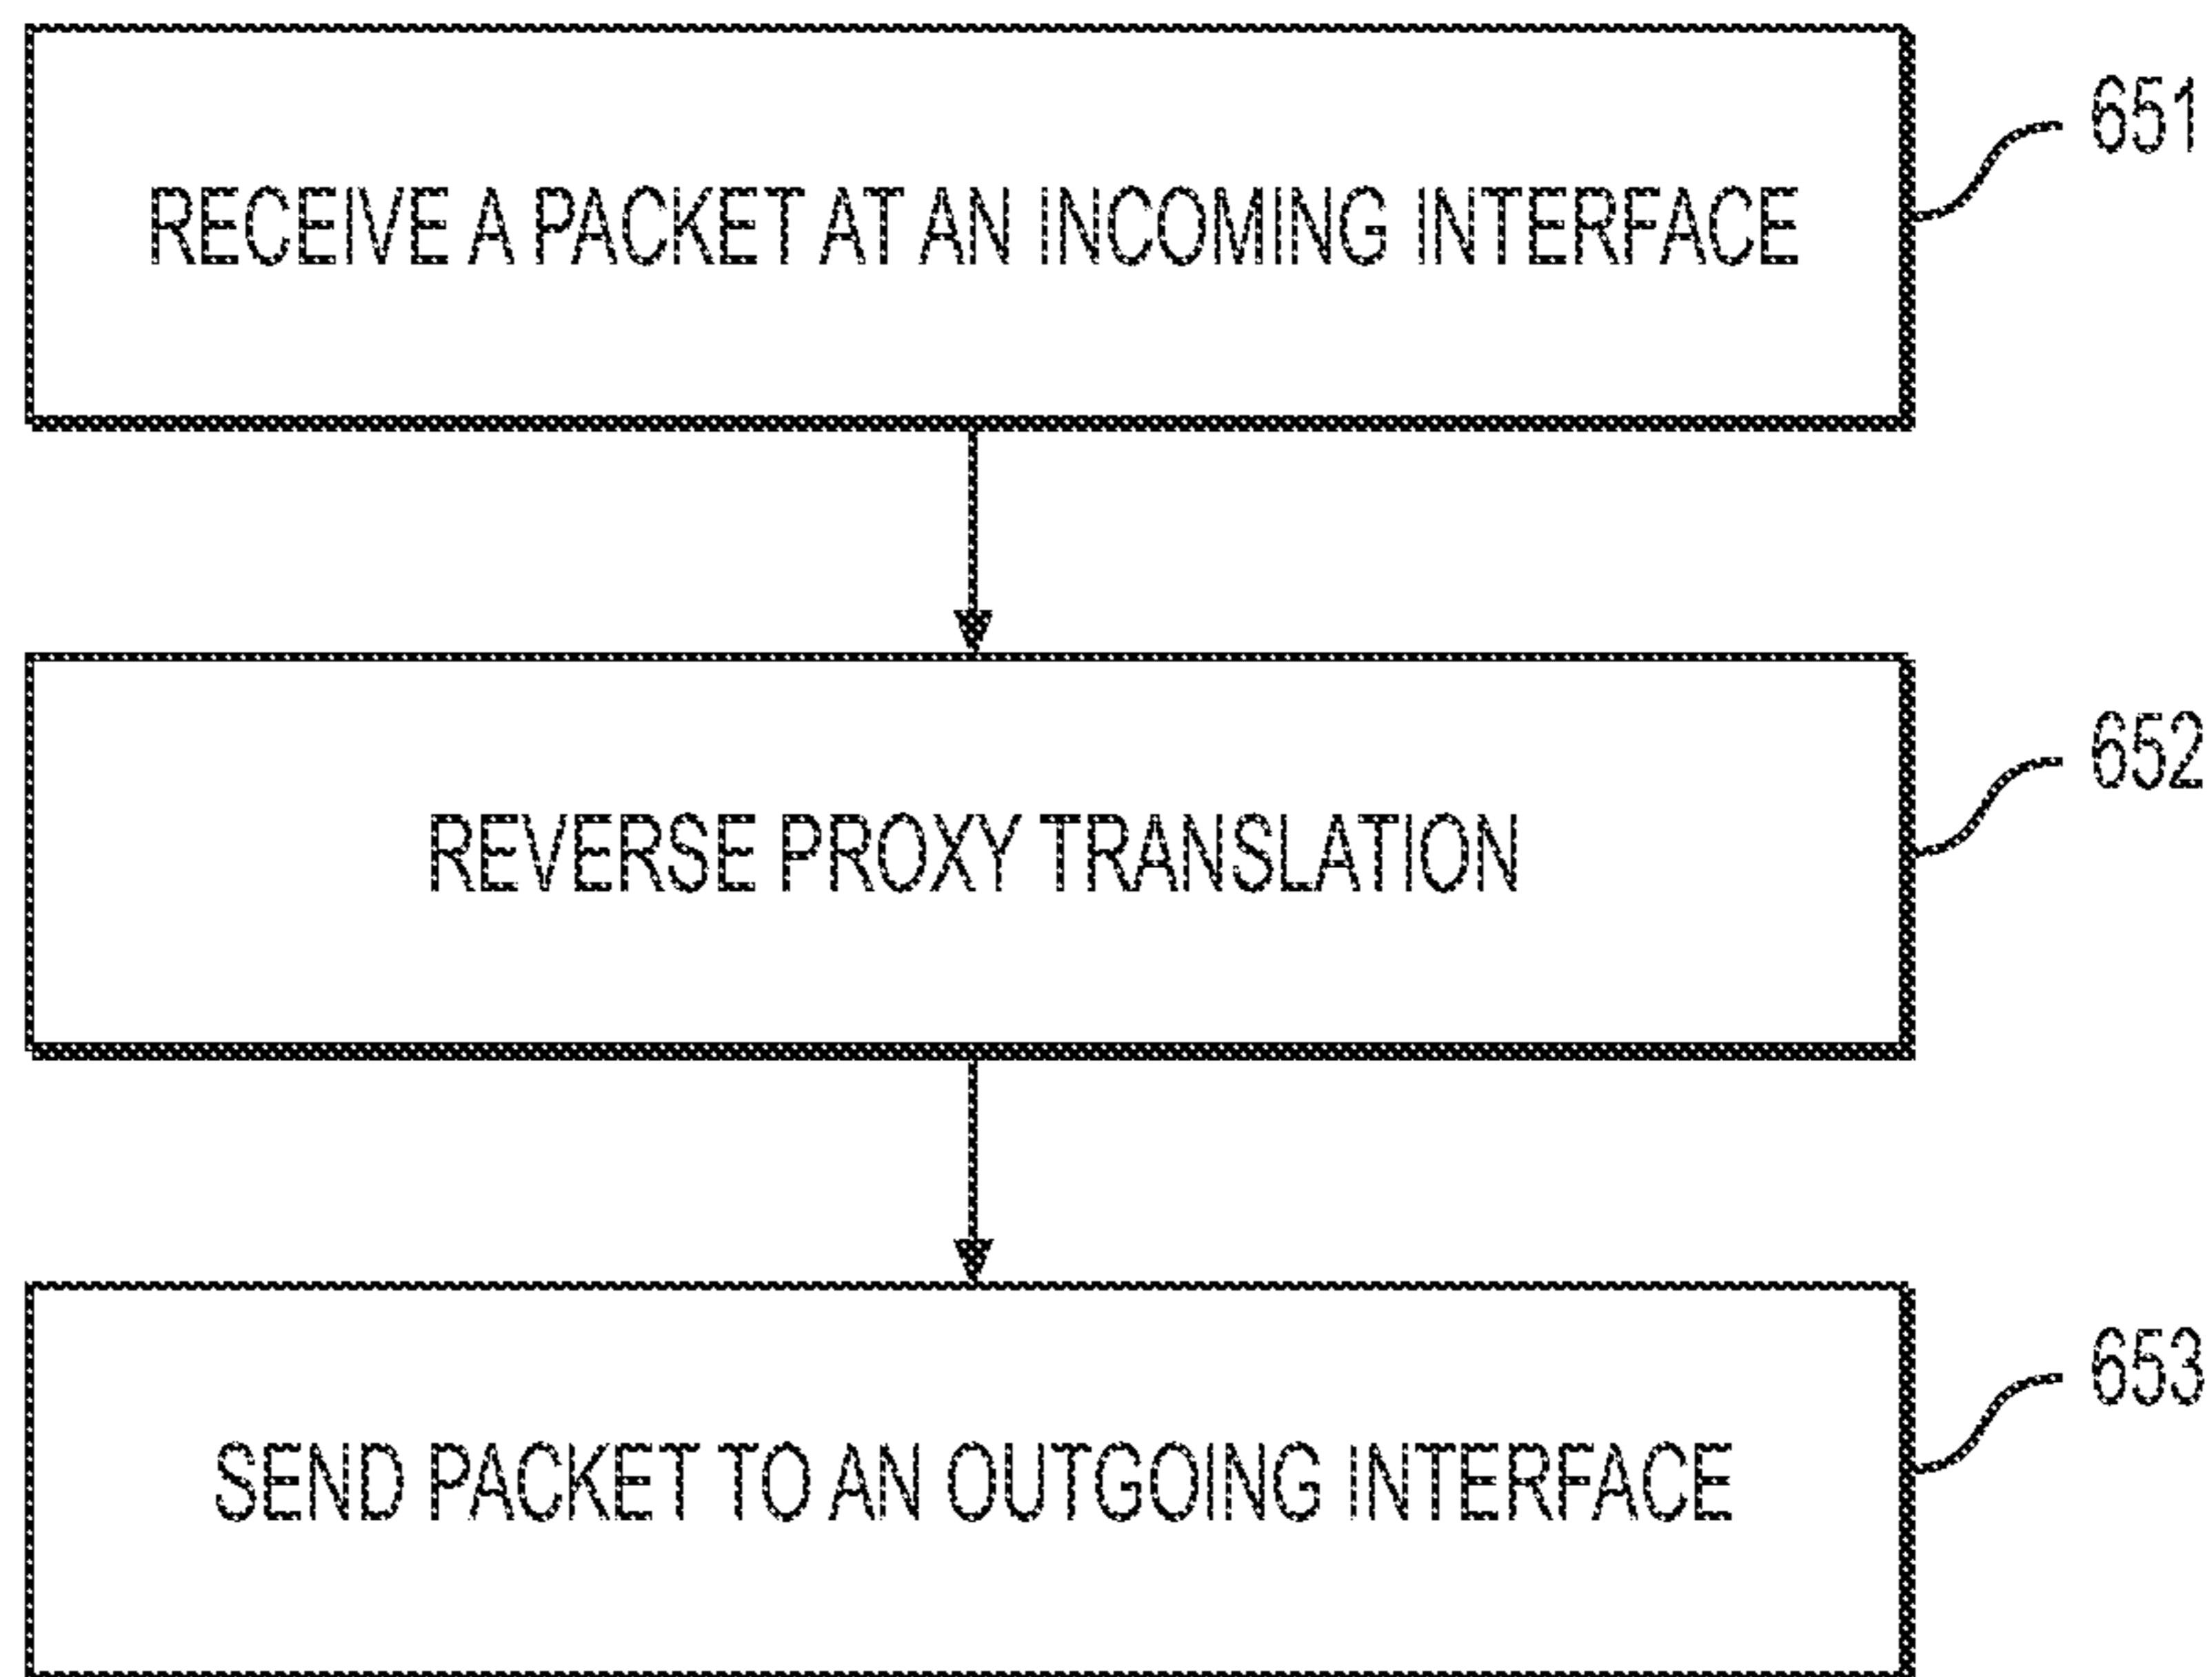 RECEIVE A PACKET AT AN INCOMING INTERFACE
651
REVERSE PROXY TRANSLATION
652
SEND PACKET TO AN OUTGOING INTERFACE
653